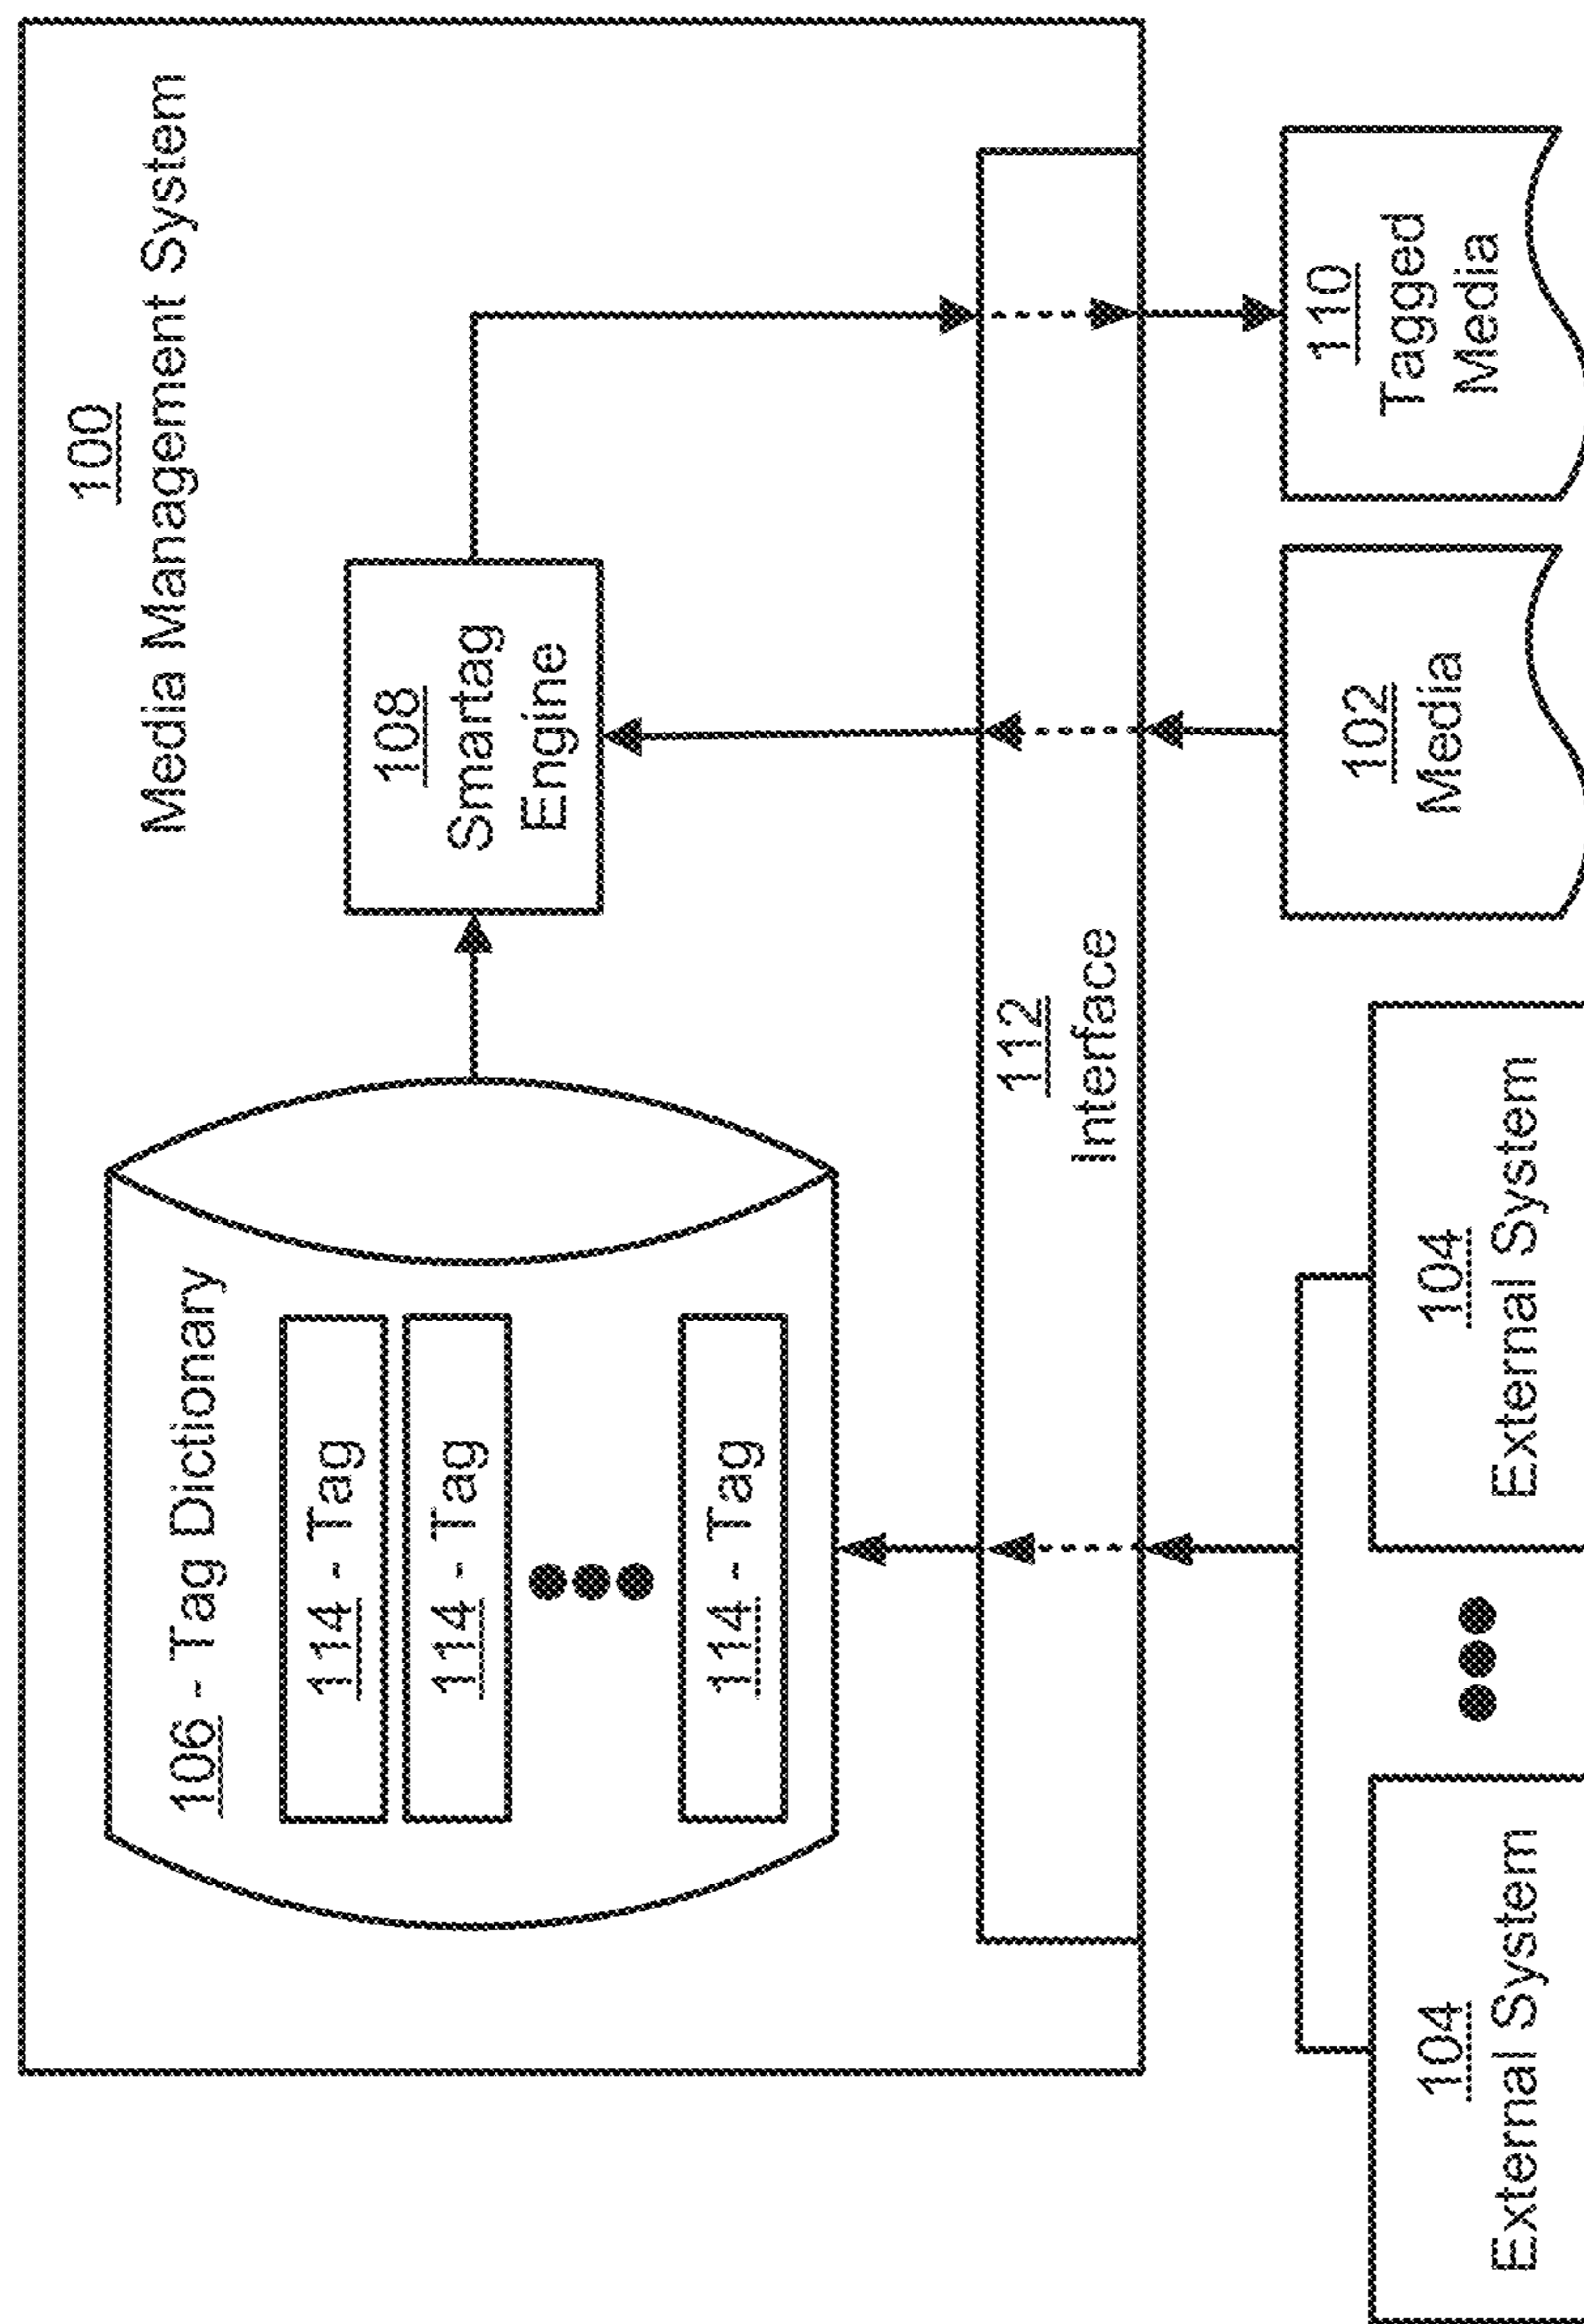 100
Media Management System
106 - Tag Dictionary
114 - Tag
114 - Tag
114 - Tag
108
Smartag
Engine
112
Interface
104
External System
104
External System
102
Media
110
Tagged
Media